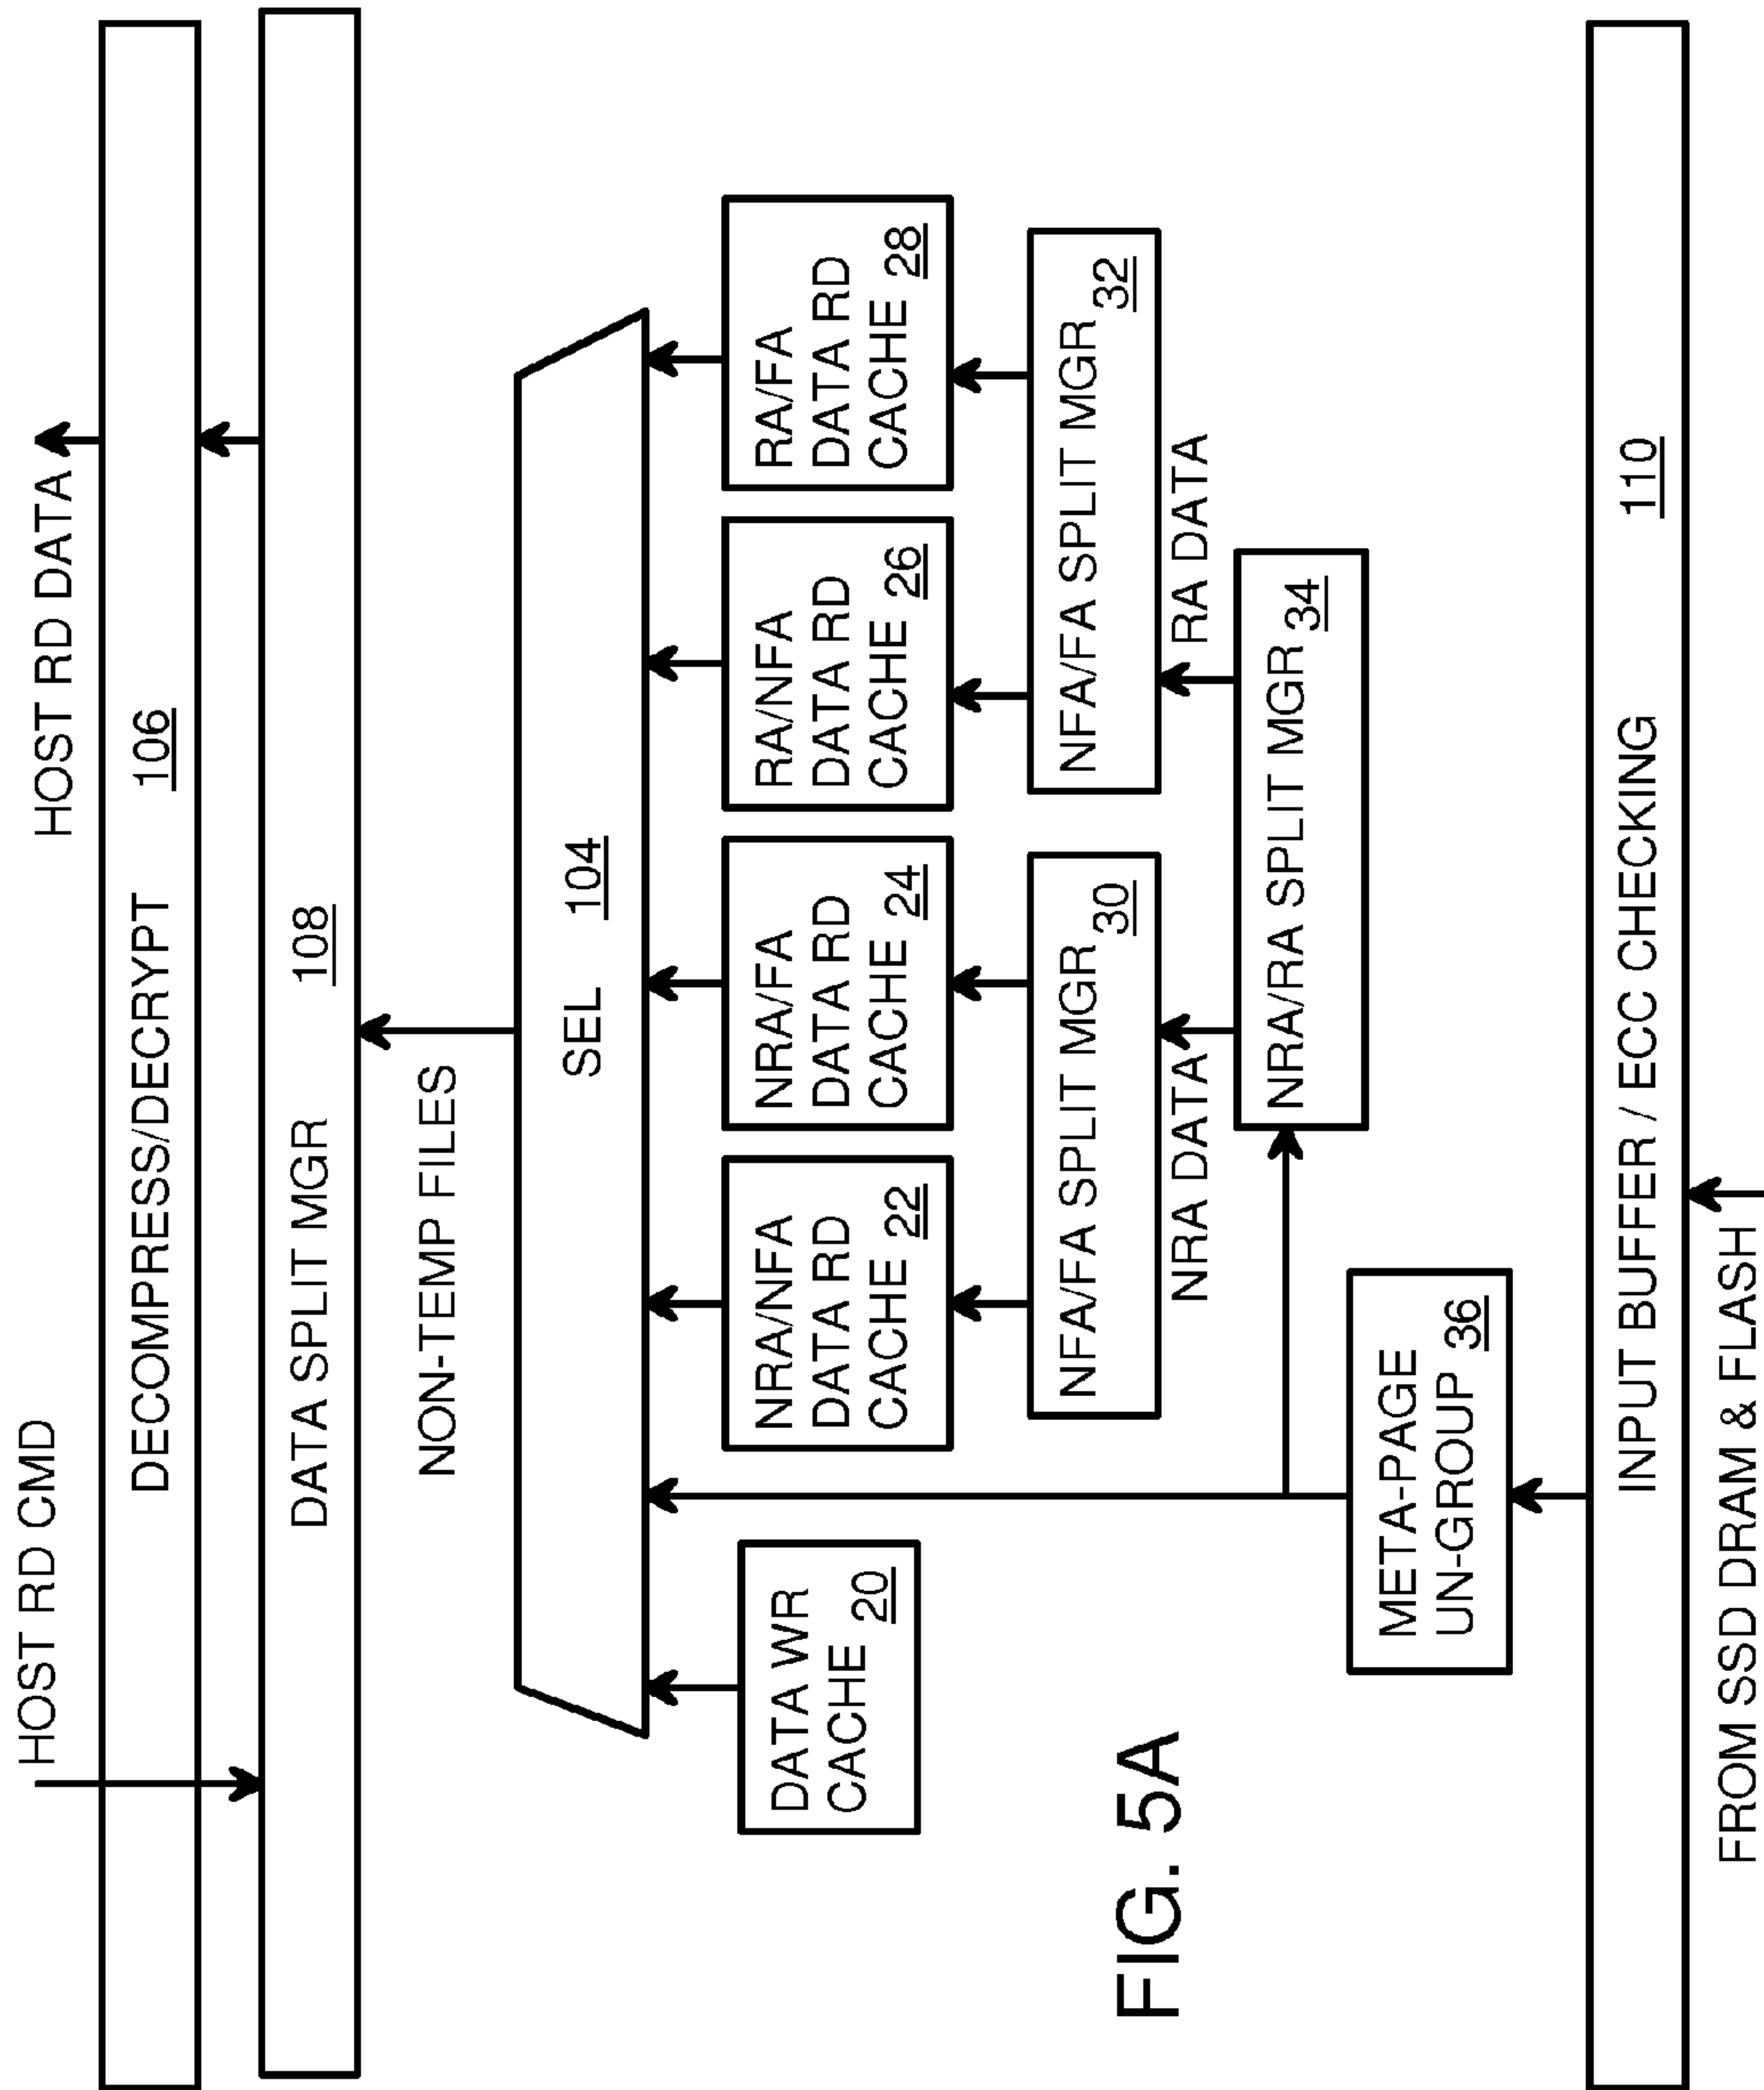 HOST RD CMD
HOST RD DATA
DECOMPRESS/DECRYPT 106
DATA SPLIT MGR 108
NON-TEMP FILES
SEL 104
DATA WR
CACHE 20
NRA/NFA
DATA RD
CACHE 22
NRA/FA
DATA RD
CACHE 24
RA/NFA
DATA RD
CACHE 26
RA/FA
DATA RD
CACHE 28
NFA/FA SPLIT MGR 30
NFA/FA SPLIT MGR 32
NRA DATA
RA DATA
NRA/RA SPLIT MGR 34
META-PAGE
UN-GROUP 36
INPUT BUFFER / ECC CHECKING 110
FROM SSD DRAM & FLASH
FIG. 5A